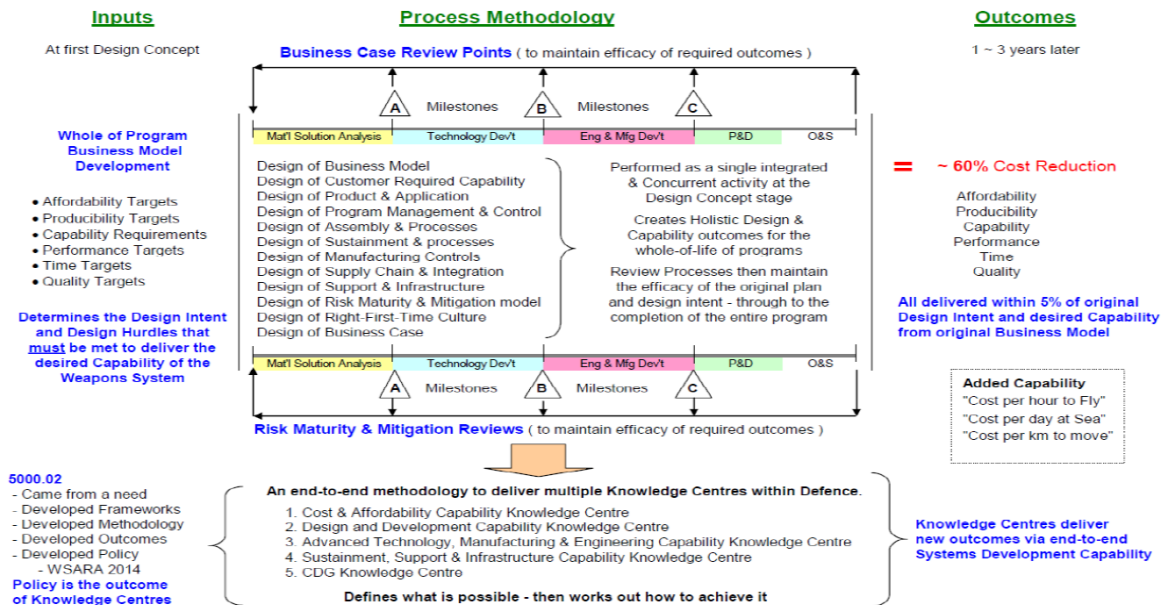 Inputs
Process Methodology
Outcomes
At first Design Concept
Business Case Review Points ( to maintain efficacy of required outcomes )
1 ~ 3 years later
A Milestones B Milestones C
Mat'l Solution Analysis Technology Dev't Eng & Mfg Dev't P&D O&S
Whole of Program
Business Model
Development
• Affordability Targets
• Producibility Targets
• Capability Requirements
• Performance Targets
• Time Targets
• Quality Targets
Determines the Design Intent
and Design Hurdles that
must be met to deliver the
desired Capability of the
Weapons System
Design of Business Model
Design of Customer Required Capability
Design of Product & Application
Design of Program Management & Control
Design of Assembly & Processes
Design of Sustainment & processes
Design of Manufacturing Controls
Design of Supply Chain & Integration
Design of Support & Infrastructure
Design of Risk Maturity & Mitigation model
Design of Right-First-Time Culture
Design of Business Case
Performed as a single integrated
& Concurrent activity at the
Design Concept stage
Creates Holistic Design &
Capability outcomes for the
whole-of-life of programs
Review Processes then maintain
the efficacy of the original plan
and design intent - through to the
completion of the entire program
= ~ 60% Cost Reduction
Affordability
Producibility
Capability
Performance
Time
Quality
All delivered within 5% of original
Design Intent and desired Capability
from original Business Model
Mat'l Solution Analysis Technology Dev't Eng & Mfg Dev't P&D O&S
A Milestones B Milestones C
Risk Maturity & Mitigation Reviews ( to maintain efficacy of required outcomes )
Added Capability
"Cost per hour to Fly"
"Cost per day at Sea"
"Cost per km to move"
5000.02
- Came from a need
- Developed Frameworks
- Developed Methodology
- Developed Outcomes
- Developed Policy
- WSARA 2014
Policy is the outcome
of Knowledge Centres
An end-to-end methodology to deliver multiple Knowledge Centres within Defence.
1. Cost & Affordability Capability Knowledge Centre
2. Design and Development Capability Knowledge Centre
3. Advanced Technology, Manufacturing & Engineering Capability Knowledge Centre
4. Sustainment, Support & Infrastructure Capability Knowledge Centre
5. CDG Knowledge Centre
Defines what is possible - then works out how to achieve it
Knowledge Centres deliver
new outcomes via end-to-end
Systems Development Capability